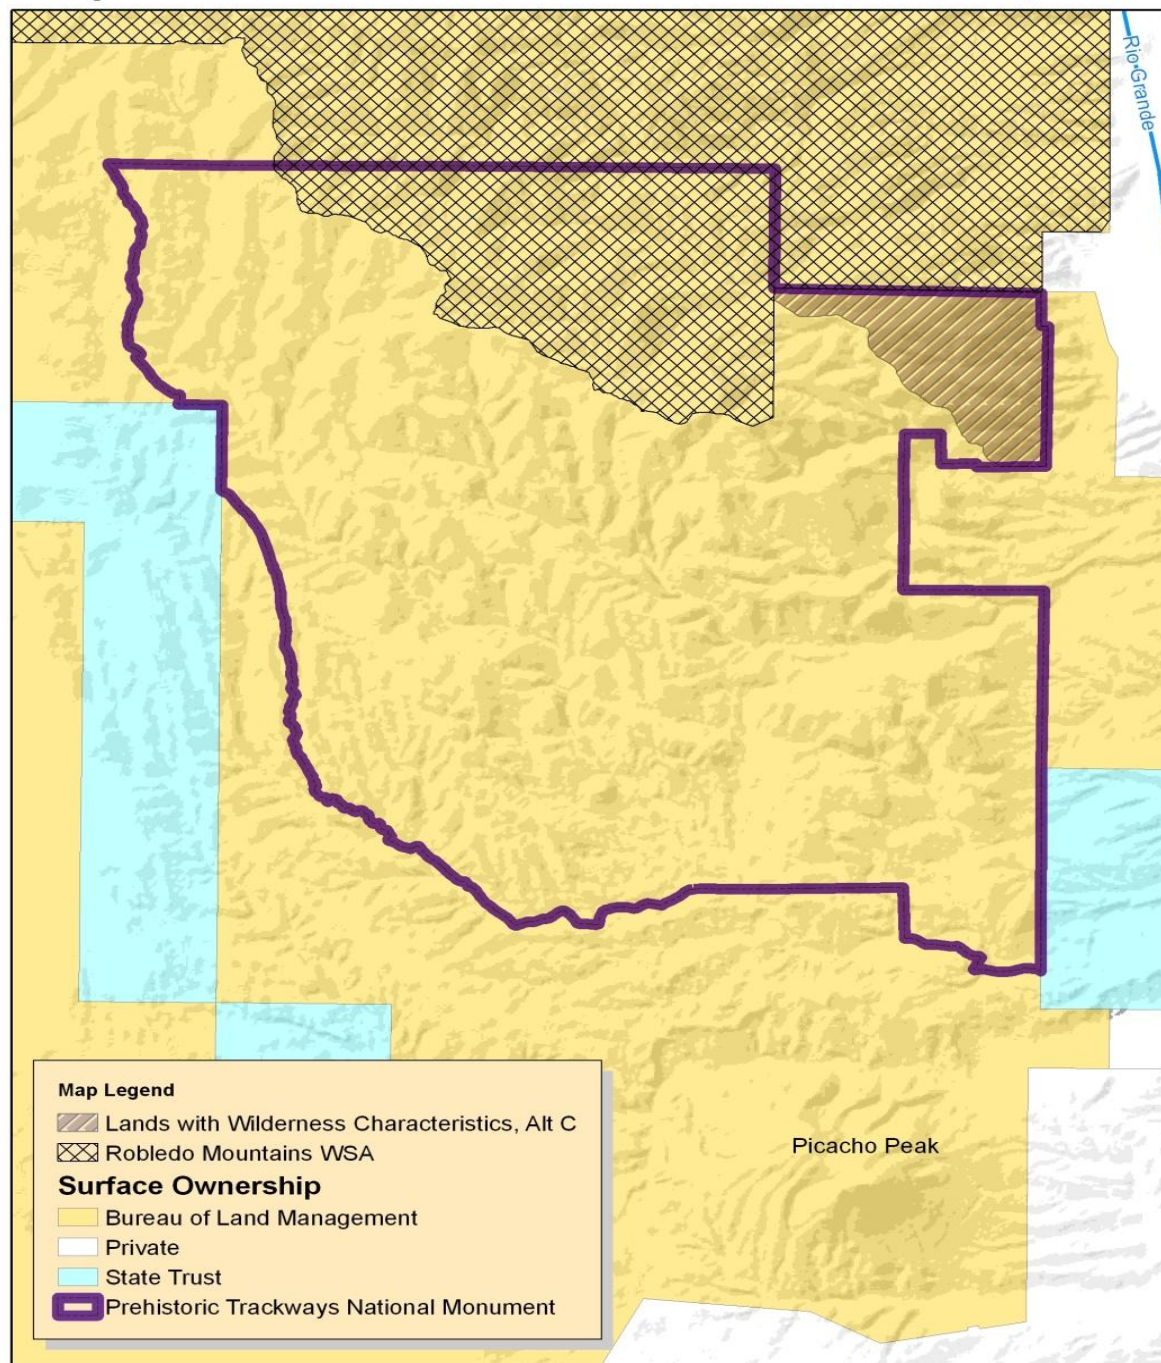 Rio Grande
Picacho Peak
Map Legend
Lands with Wilderness Characteristics, Alt C
Robledo Mountains WSA
Surface Ownership
Bureau of Land Management
Private
State Trust
Prehistoric Trackways National Monument